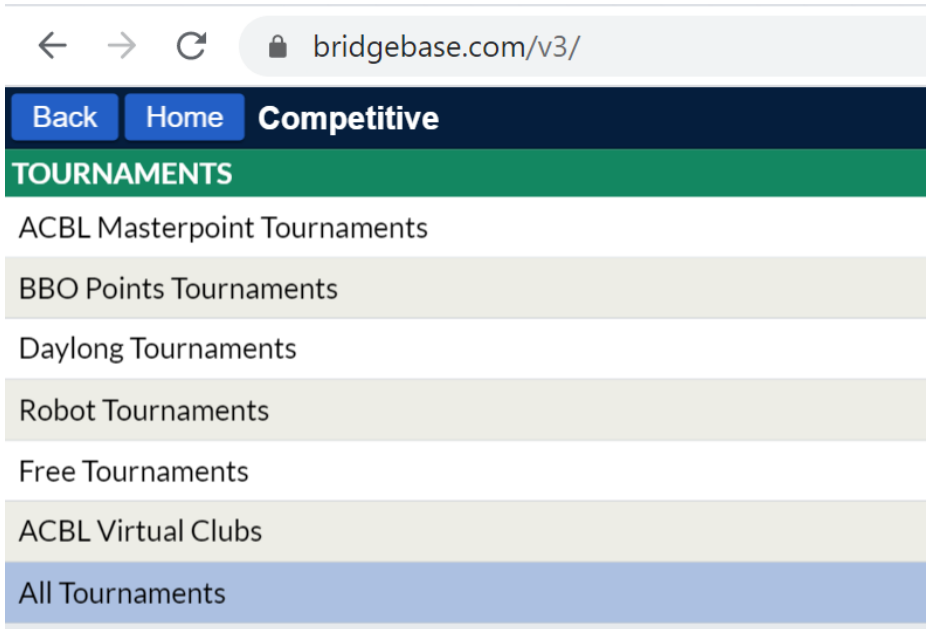 bridgebase.com/v3/
Back Home Competitive
TOURNAMENTS
ACBL Masterpoint Tournaments
BBO Points Tournaments
Daylong Tournaments
Robot Tournaments
Free Tournaments
ACBL Virtual Clubs
All Tournaments